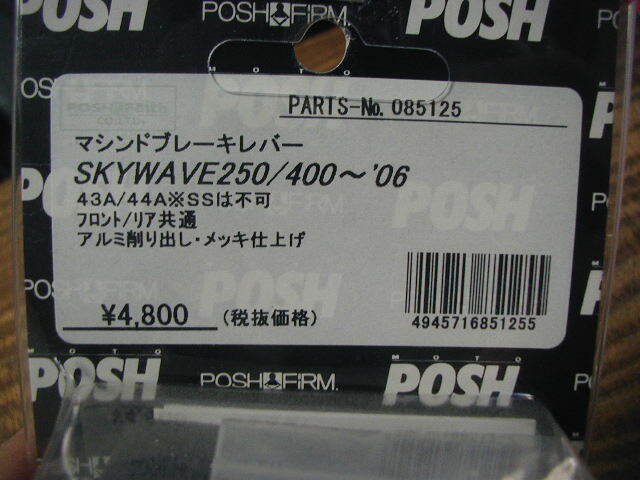 POSH FIRM. POSH
MOTO
POSH Faith
PARTS-No. 085125
マシンドブレーキレバー
SKYWAVE250/400～'06
43A/44A※SSは不可
フロント/リア共通
アルミ削り出し・メッキ仕上げ
¥4,800 (税抜価格)
4945716851255
MOTO
POSH POSH FIRM. POSH